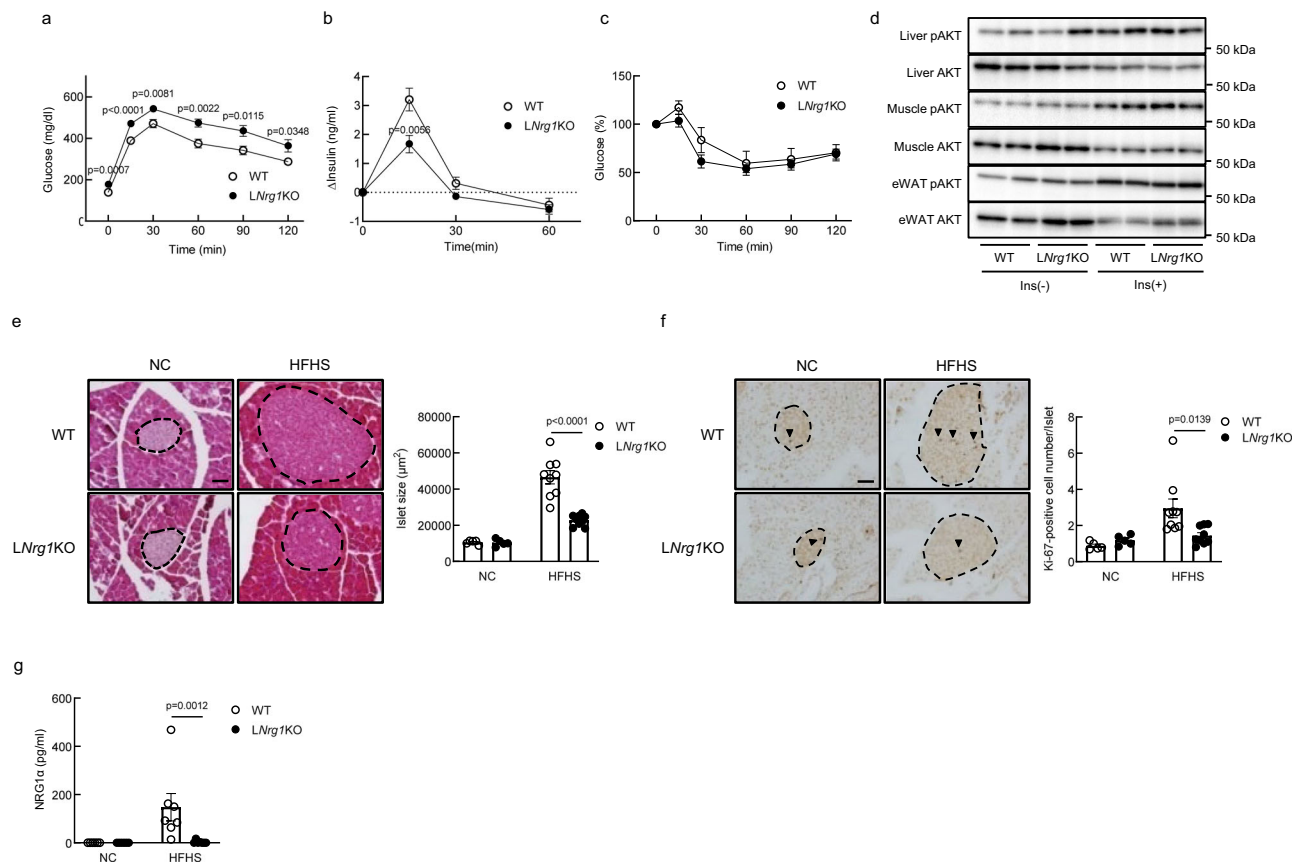 a
600
400
200
0
Glucose (mg/dl)
p=0.0007
p<0.0001
p=0.0081
p=0.0022
p=0.0115
p=0.0348
WT
LNrg1KO
0 30 60 90 120
Time (min)
b
4
3
2
1
0
-1
ΔInsulin (ng/ml)
p=0.0056
WT
LNrg1KO
0 30 60
Time(min)
c
150
100
50
0
Glucose (%)
WT
LNrg1KO
0 30 60 90 120
Time (min)
d
Liver pAKT
50 kDa
Liver AKT
50 kDa
Muscle pAKT
50 kDa
Muscle AKT
50 kDa
eWAT pAKT
50 kDa
eWAT AKT
50 kDa
WT LNrg1KO WT LNrg1KO
Ins(-) Ins(+)
e
NC HFHS
WT
LNrg1KO
80000
60000
40000
20000
0
Islet size (μm²)
p<0.0001
WT
LNrg1KO
NC HFHS
f
NC HFHS
WT
LNrg1KO
8
6
4
2
0
Ki-67-positive cell number/Islet
p=0.0139
WT
LNrg1KO
NC HFHS
g
600
400
200
0
NRG1α (pg/ml)
p=0.0012
WT
LNrg1KO
NC HFHS